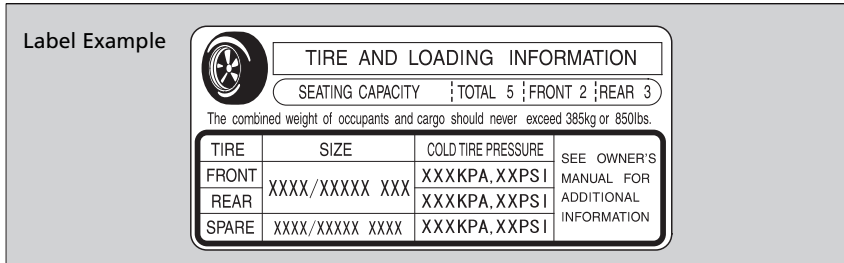 Label Example
TIRE AND LOADING INFORMATION
SEATING CAPACITY TOTAL 5 FRONT 2 REAR 3
The combined weight of occupants and cargo should never exceed 385kg or 850lbs.
TIRE SIZE COLD TIRE PRESSURE
FRONT XXXX/XXXXX XXX XXXKPA,XXPSI
REAR XXXKPA,XXPSI
SPARE XXXX/XXXXX XXXX XXXKPA,XXPSI
SEE OWNER'S
MANUAL FOR
ADDITIONAL
INFORMATION